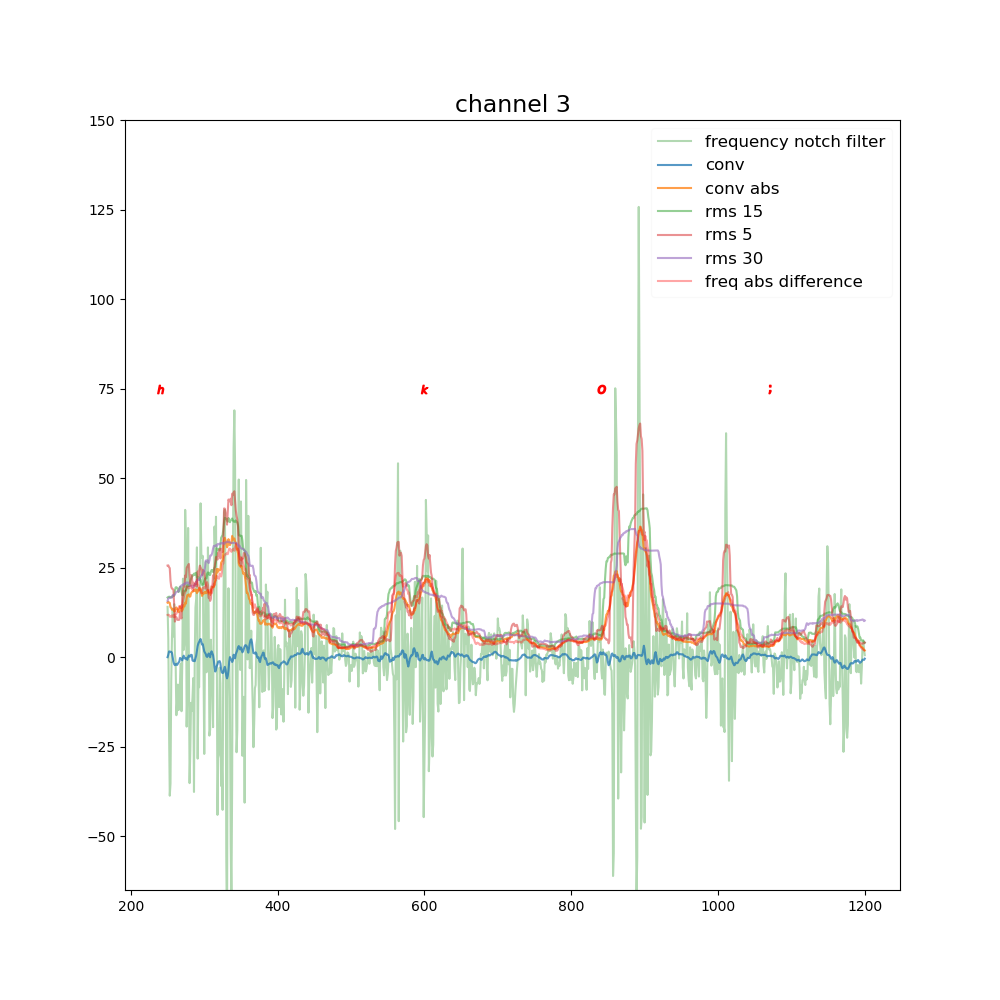 channel 3
150
125
100
75
50
25
0
−25
−50
frequency notch filter
conv
conv abs
rms 15
rms 5
rms 30
freq abs difference
h k o ;
200 400 600 800 1000 1200